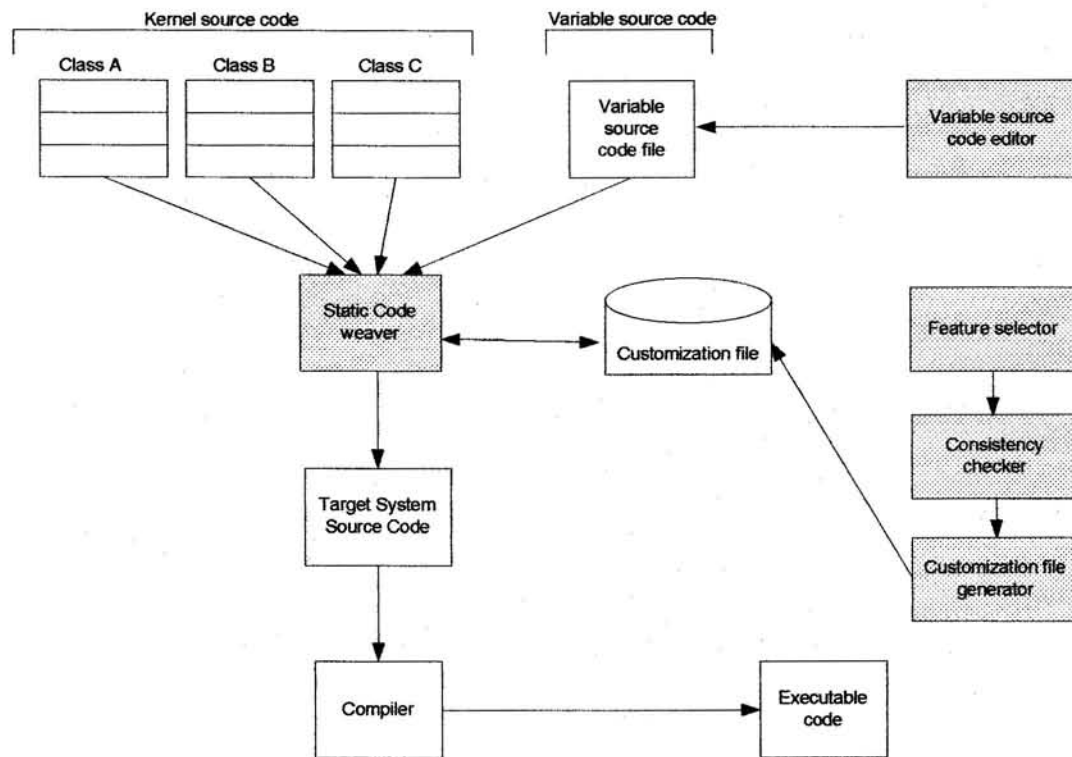 Kernel source code
Variable source code
Class A
Class B
Class C
Variable
source
code file
Variable source
code editor
Static Code
weaver
Customization file
Feature selector
Consistency
checker
Target System
Source Code
Customization file
generator
Compiler
Executable
code